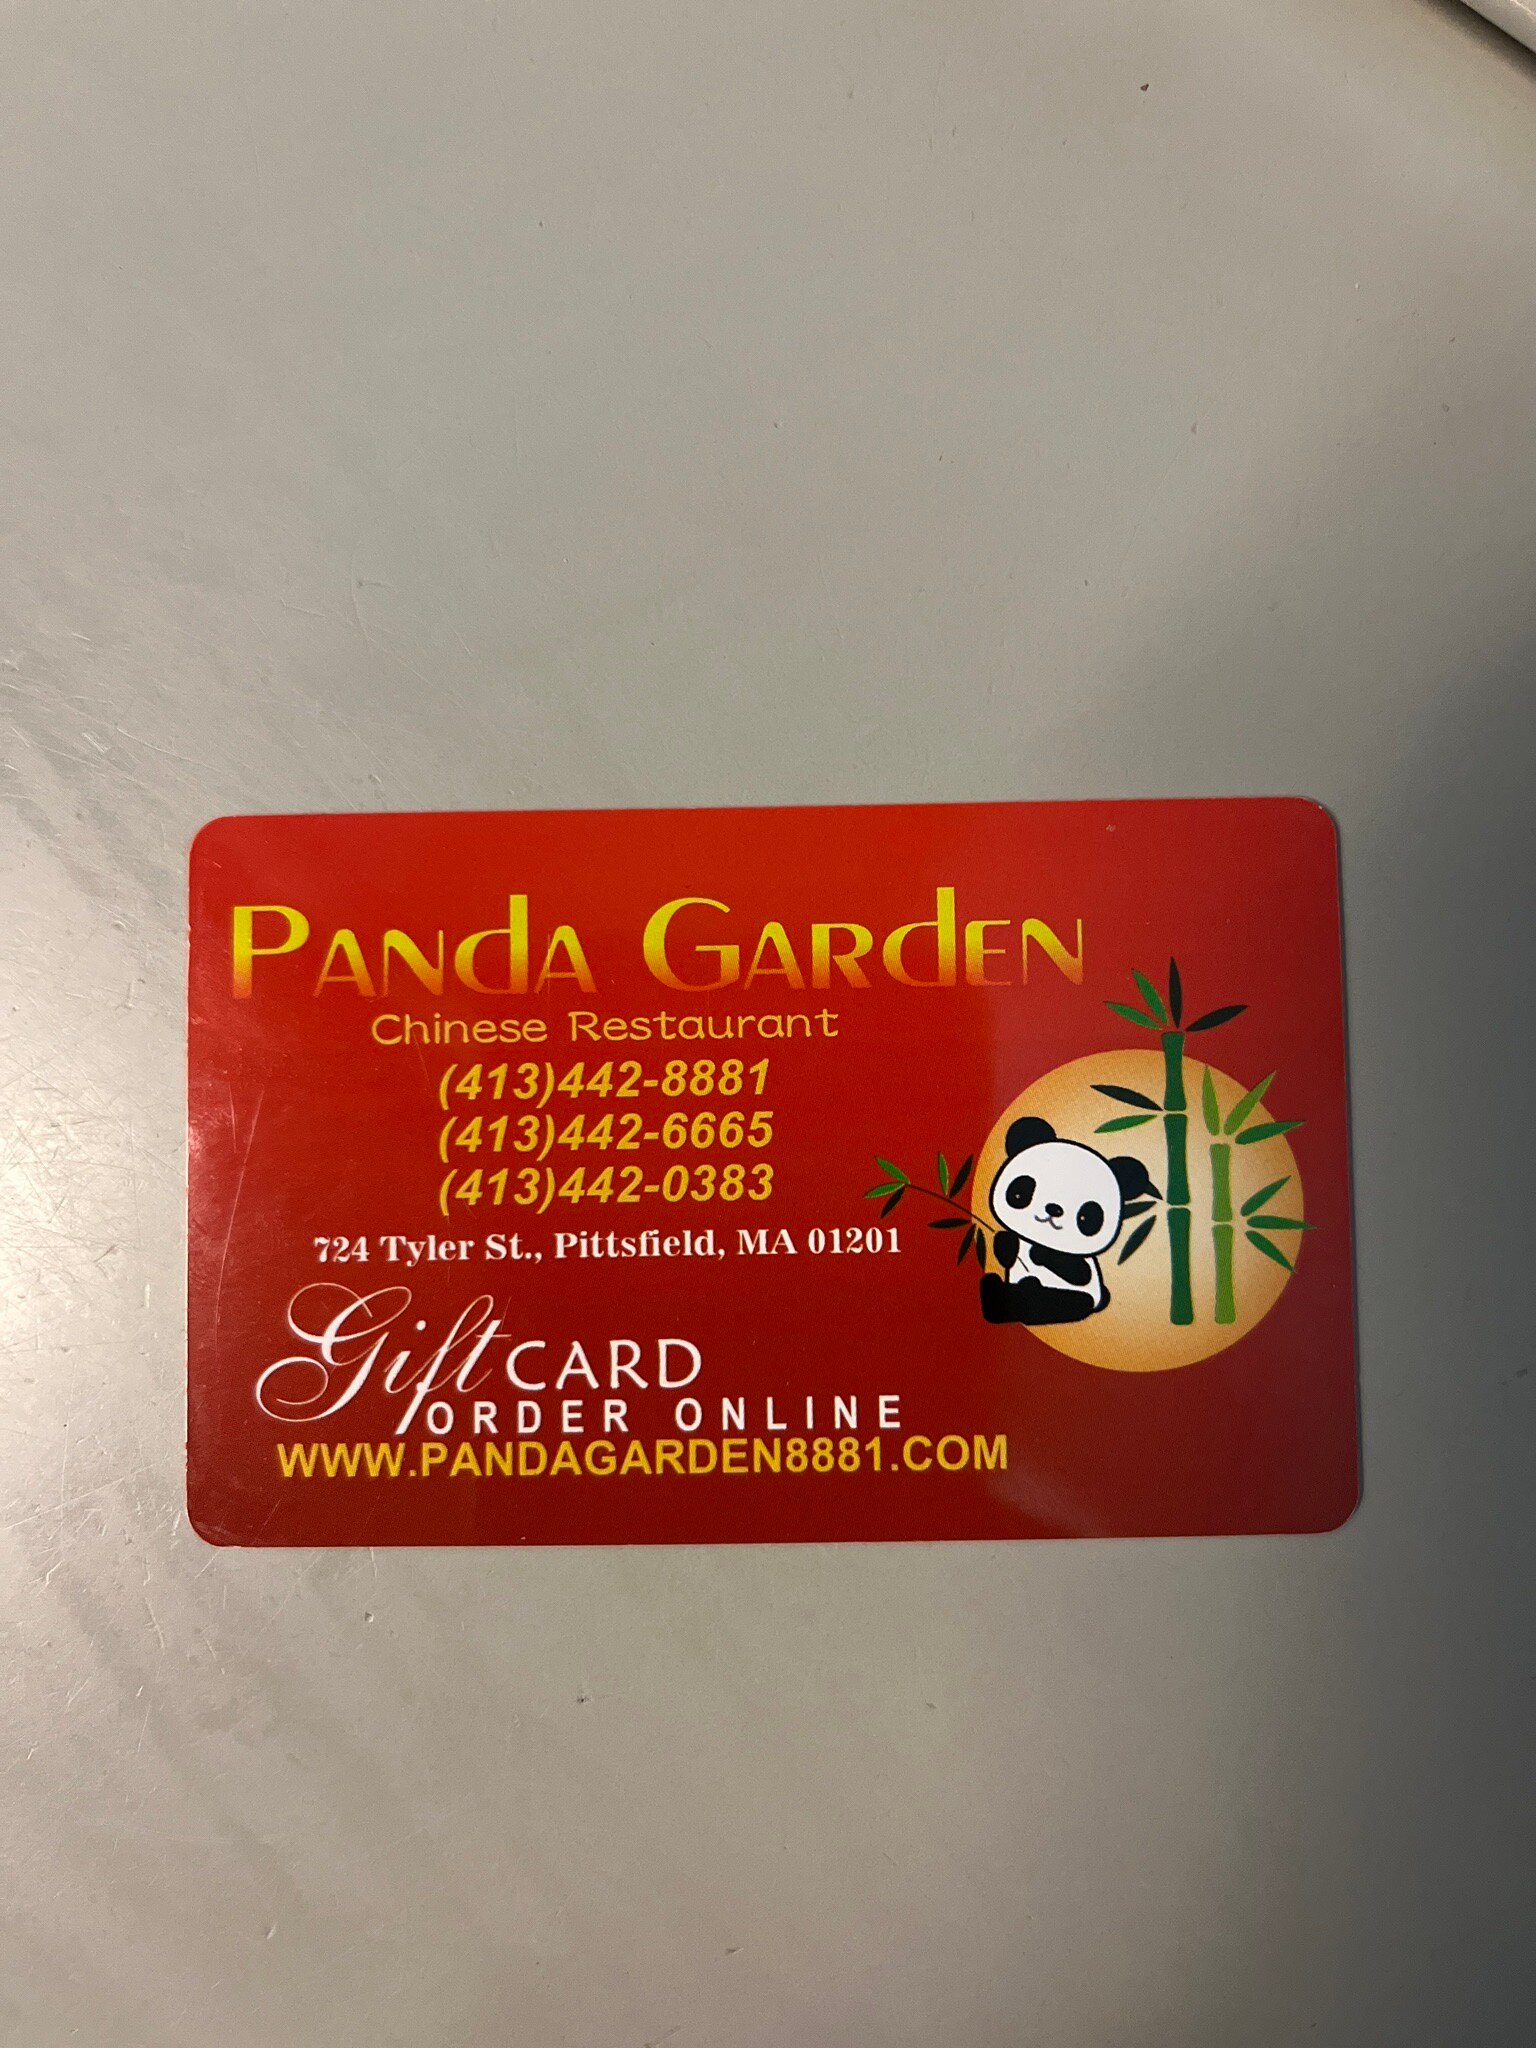 PANDA GARDEN
Chinese Restaurant
(413)442-8881
(413)442-6665
(413)442-0383
724 Tyler St., Pittsfield, MA 01201
Gift CARD
ORDER ONLINE
WWW.PANDAGARDEN8881.COM